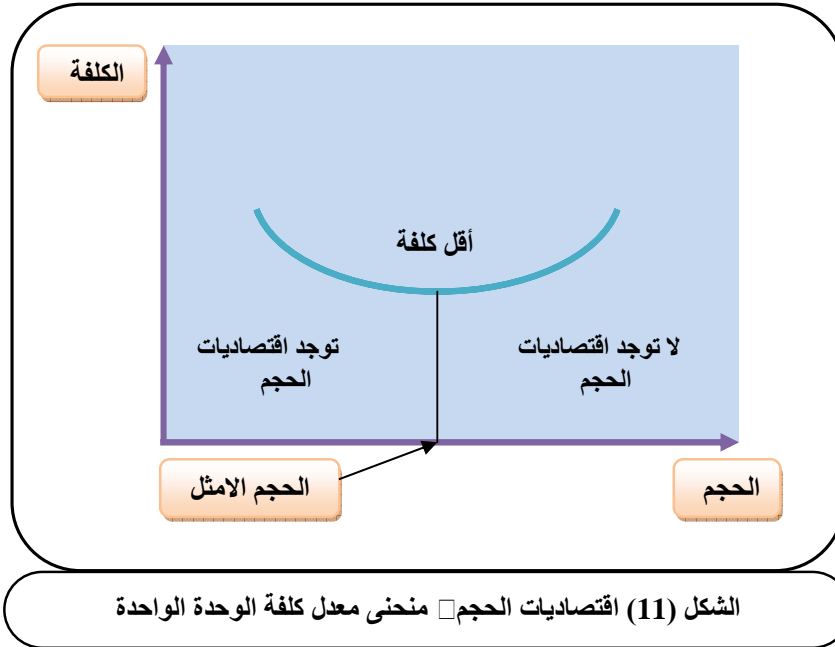 الكلفة
أقل كلفة
توجد اقتصاديات
الحجم
لا توجد اقتصاديات
الحجم
الحجم الامثل
الحجم
الشكل (11) اقتصاديات الحجم□ منحنى معدل كلفة الوحدة الواحدة